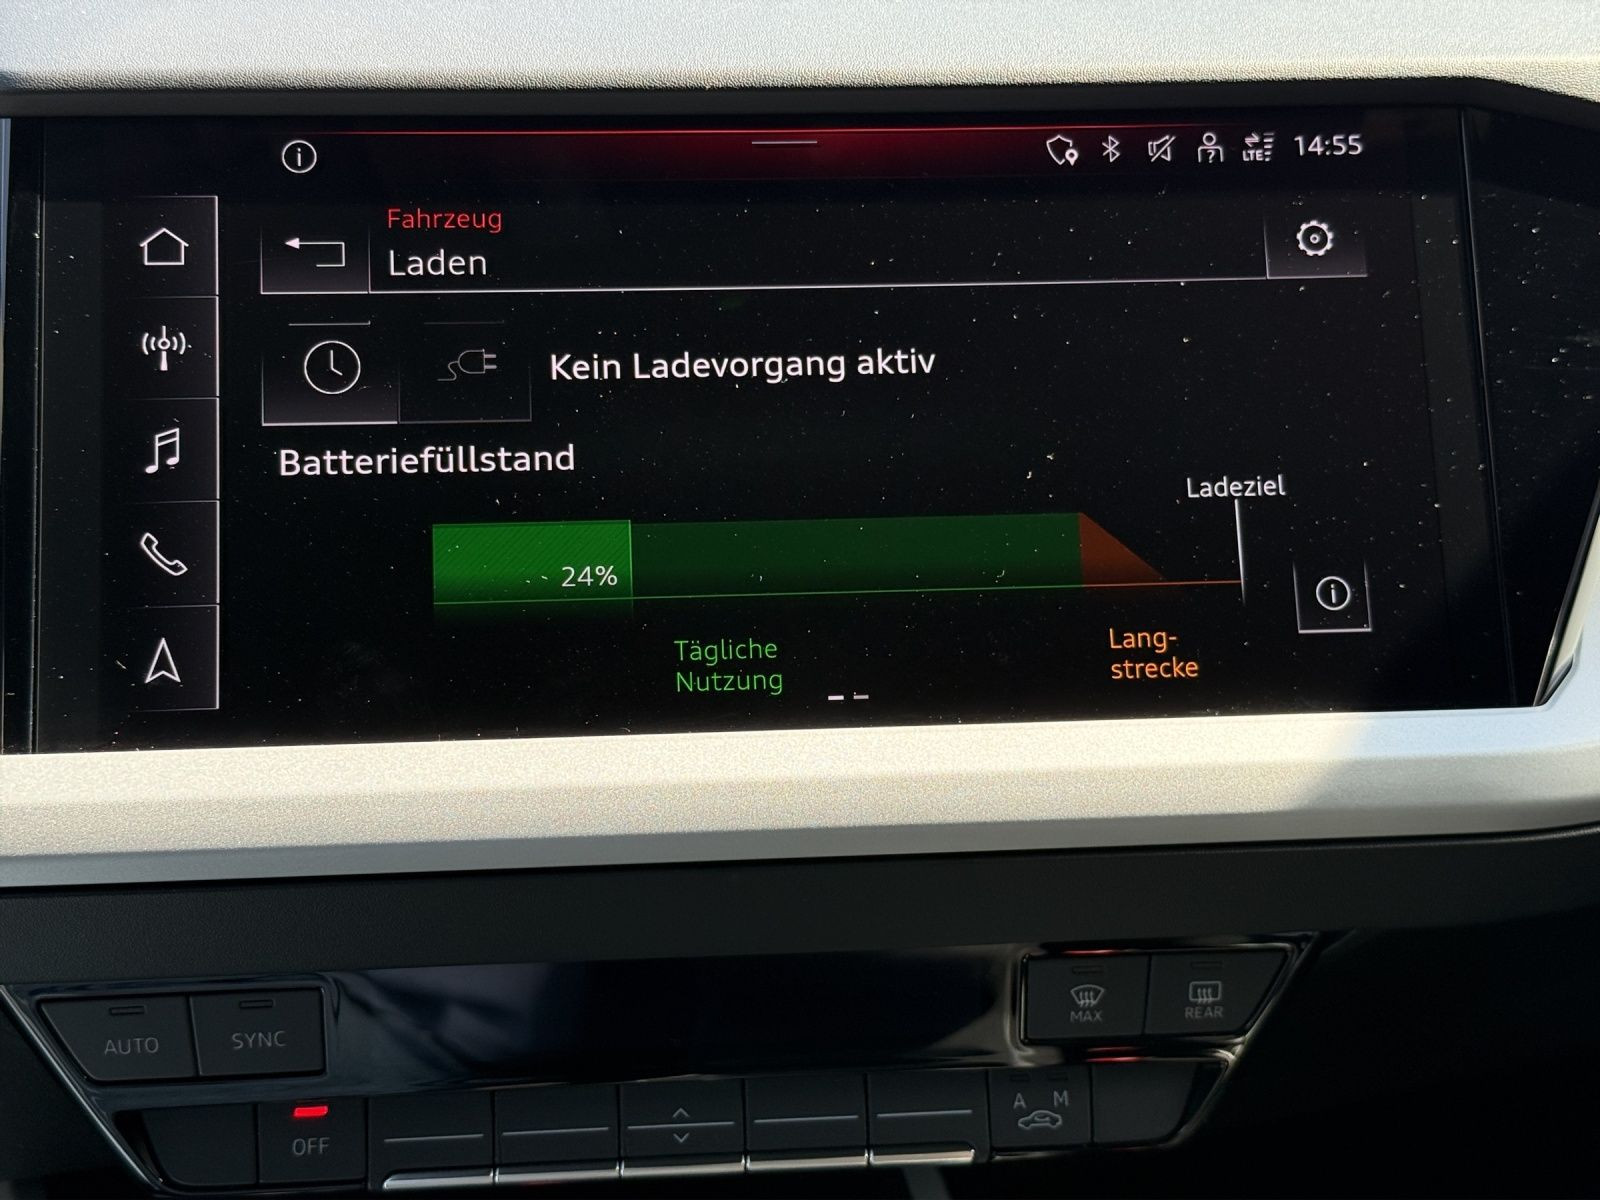 LTE
14:55
Fahrzeug
Laden
Kein Ladevorgang aktiv
Batteriefüllstand
Ladeziel
24%
Tägliche
Nutzung
Lang-
strecke
AUTO
SYNC
MAX
REAR
OFF
A M